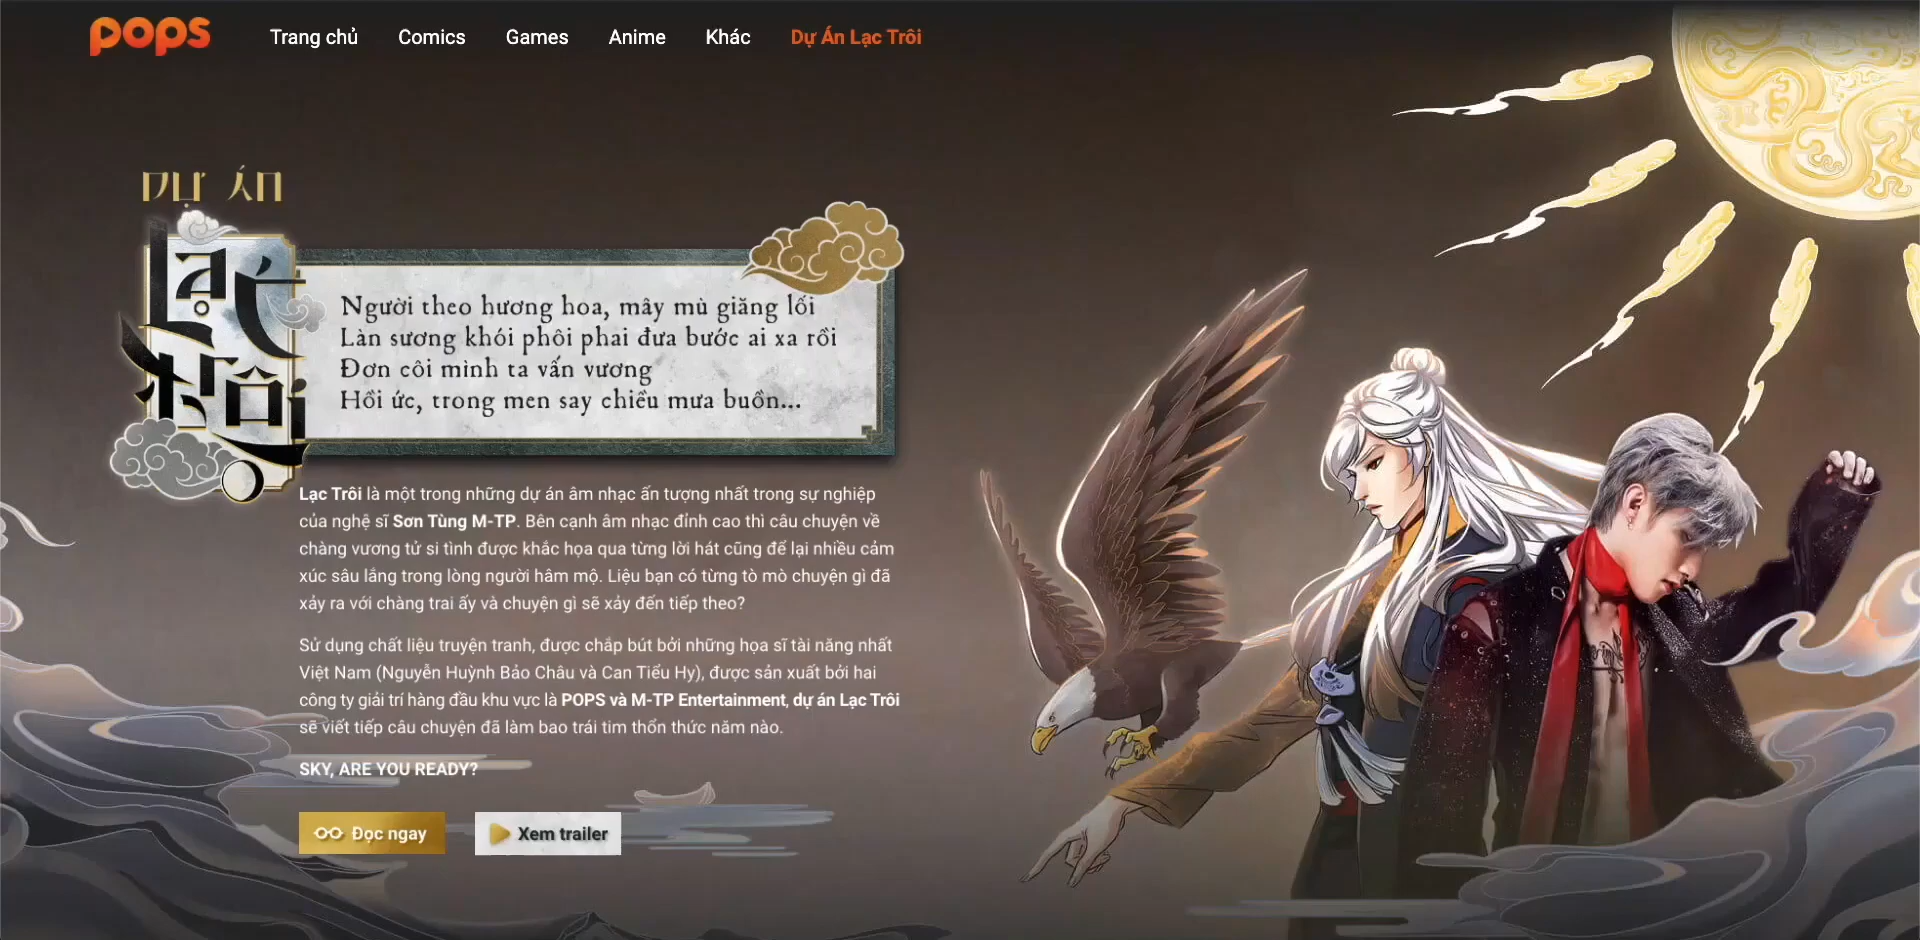 POPS
Trang chủ
Comics
Games
Anime
Khác
Dự Án Lạc Trôi
DỰ ÁN
Lạc
Trôi
Người theo hương hoa, mây mù giăng lối
Làn sương khói phôi phai đưa bước ai xa rồi
Đơn côi mình ta vấn vương
Hồi ức, trong men say chiều mưa buồn...
Lạc Trôi là một trong những dự án âm nhạc ấn tượng nhất trong sự nghiệp
của nghệ sĩ Sơn Tùng M-TP. Bên cạnh âm nhạc đỉnh cao thì câu chuyện về
chàng vương tử si tình được khắc họa qua từng lời hát cũng để lại nhiều cảm
xúc sâu lắng trong lòng người hâm mộ. Liệu bạn có từng tò mò chuyện gì đã
xảy ra với chàng trai ấy và chuyện gì sẽ xảy đến tiếp theo?
Sử dụng chất liệu truyện tranh, được chắp bút bởi những họa sĩ tài năng nhất
Việt Nam (Nguyễn Huỳnh Bảo Châu và Can Tiểu Hy), được sản xuất bởi hai
công ty giải trí hàng đầu khu vực là POPS và M-TP Entertainment, dự án Lạc Trôi
sẽ viết tiếp câu chuyện đã làm bao trái tim thổn thức năm nào.
SKY, ARE YOU READY?
Đọc ngay
Xem trailer